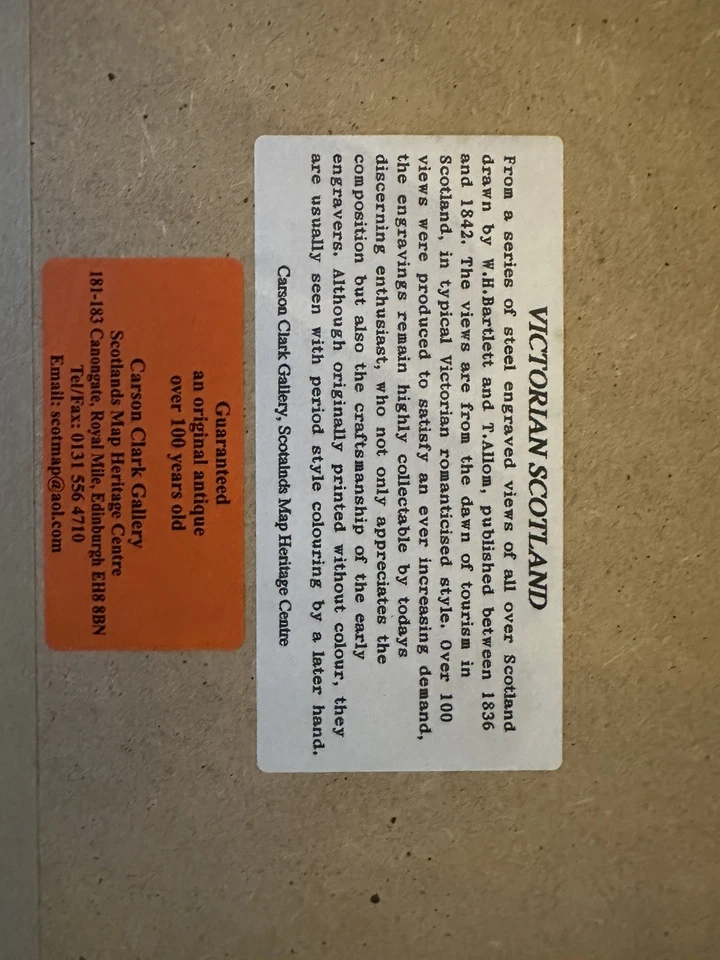 VICTORIAN SCOTLAND
From a series of steel engraved views of all over Scotland
drawn by W.H.Bartlett and T.Allom, published between 1836
and 1842. The views are from the dawn of tourism in
Scotland, in typical Victorian romanticised style. Over 100
views were produced to satisfy an ever increasing demand,
the engravings remain highly collectable by todays
discerning enthusiast, who not only appreciates the
composition but also the craftsmanship of the early
engravers. Although originally printed without colour, they
are usually seen with period style colouring by a later hand.
Carson Clark Gallery, Scotalnds Map Heritage Centre
Guaranteed
an original antique
over 100 years old
Carson Clark Gallery
Scotlands Map Heritage Centre
181-183 Canongate, Royal Mile, Edinburgh EH8 8BN
Tel/Fax: 0131 556 4710
Email: scotmap@aol.com